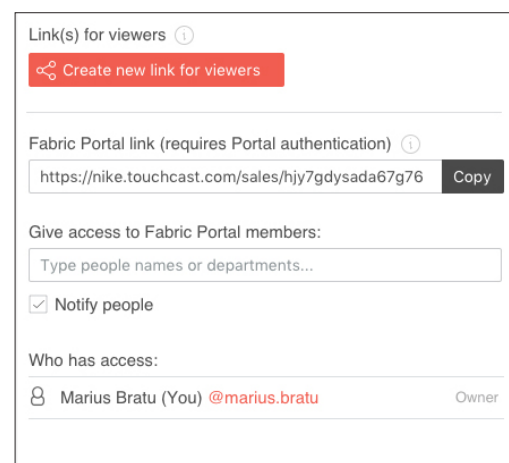 Link(s) for viewers
Create new link for viewers
Fabric Portal link (requires Portal authentication)
https://nike.touchcast.com/sales/hjy7gdysada67g76 Copy
Give access to Fabric Portal members:
Type people names or departments...
Notify people
Who has access:
Marius Bratu (You) @marius.bratu Owner